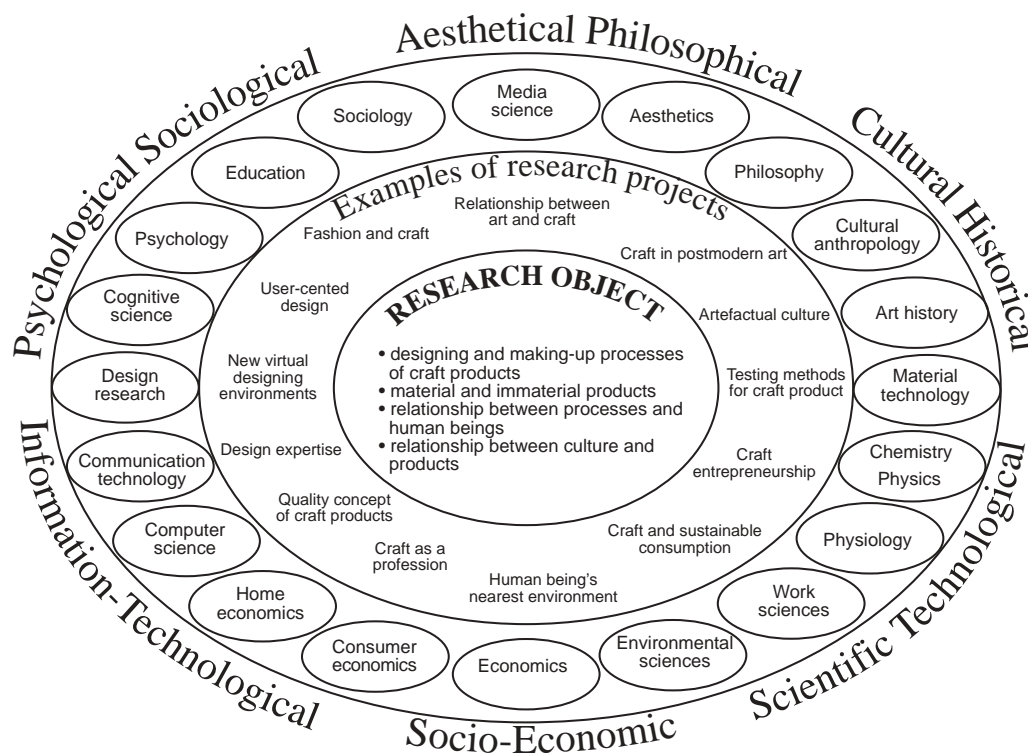 Aesthetical Philosophical
Cultural Historical
Scientific Technological
Socio-Economic
Information-Technological
Psychological Sociological
Media
science
Aesthetics
Philosophy
Cultural
anthropology
Art history
Material
technology
Chemistry
Physics
Physiology
Work
sciences
Environmental
sciences
Economics
Consumer
economics
Home
economics
Computer
science
Communication
technology
Design
research
Cognitive
science
Psychology
Education
Sociology
Examples of research projects
Relationship between
art and craft
Craft in postmodern art
Artefactual culture
Testing methods
for craft product
Craft
entrepreneurship
Craft and sustainable
consumption
Human being's
nearest environment
Craft as a
profession
Quality concept
of craft products
Design expertise
New virtual
designing
environments
User-cented
design
Fashion and craft
RESEARCH OBJECT
• designing and making-up processes
of craft products
• material and immaterial products
• relationship between processes and
human beings
• relationship between culture and
products